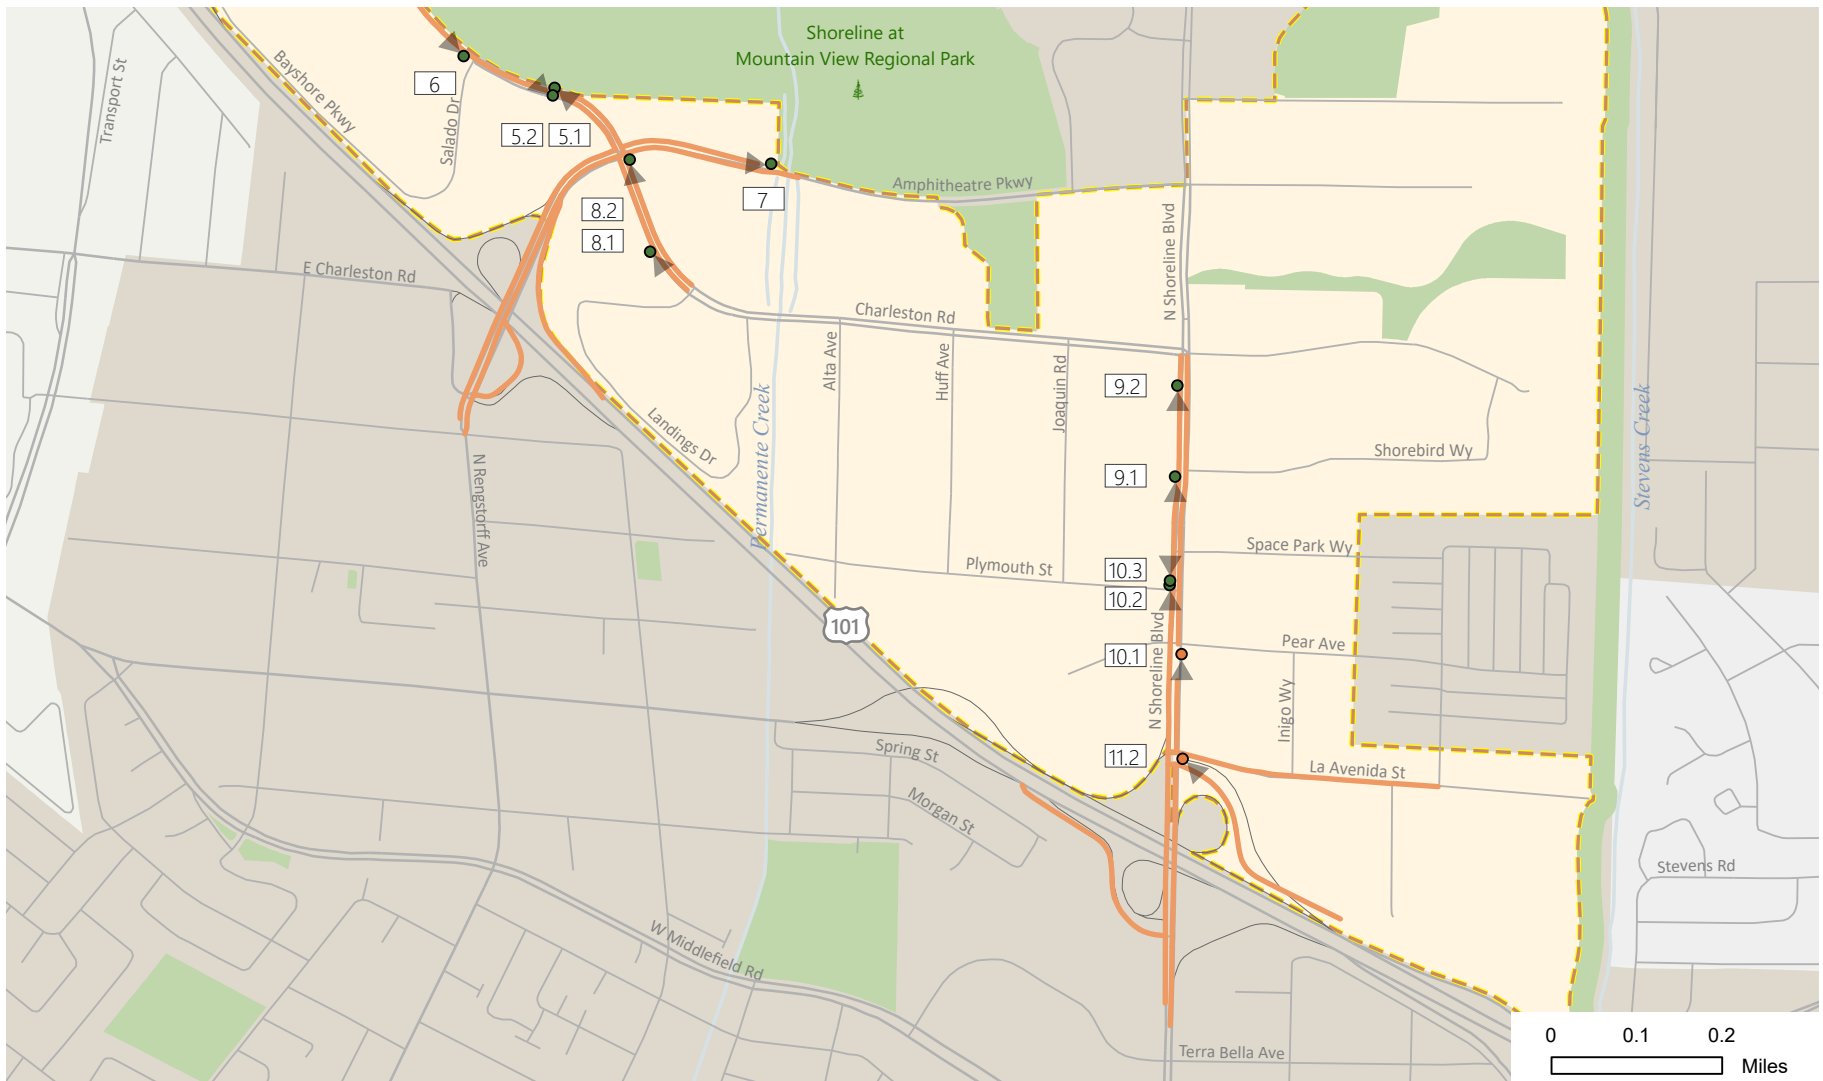 Shoreline at
Mountain View Regional Park
Transport St
Bayshore Pkwy
6
Salado Dr
5.2
5.1
7
Amphitheatre Pkwy
8.2
8.1
N Shoreline Blvd
E Charleston Rd
Charleston Rd
Alta Ave
Huff Ave
Joaquin Rd
9.2
Landings Dr
Permanente Creek
Stevens Creek
Shorebird Wy
9.1
N Rengstorff Ave
Space Park Wy
Plymouth St
10.3
10.2
101
N Shoreline Blvd
Pear Ave
10.1
Inigo Wy
Spring St
11.2
La Avenida St
Morgan St
Stevens Rd
W Middlefield Rd
Terra Bella Ave
0 0.1 0.2
Miles